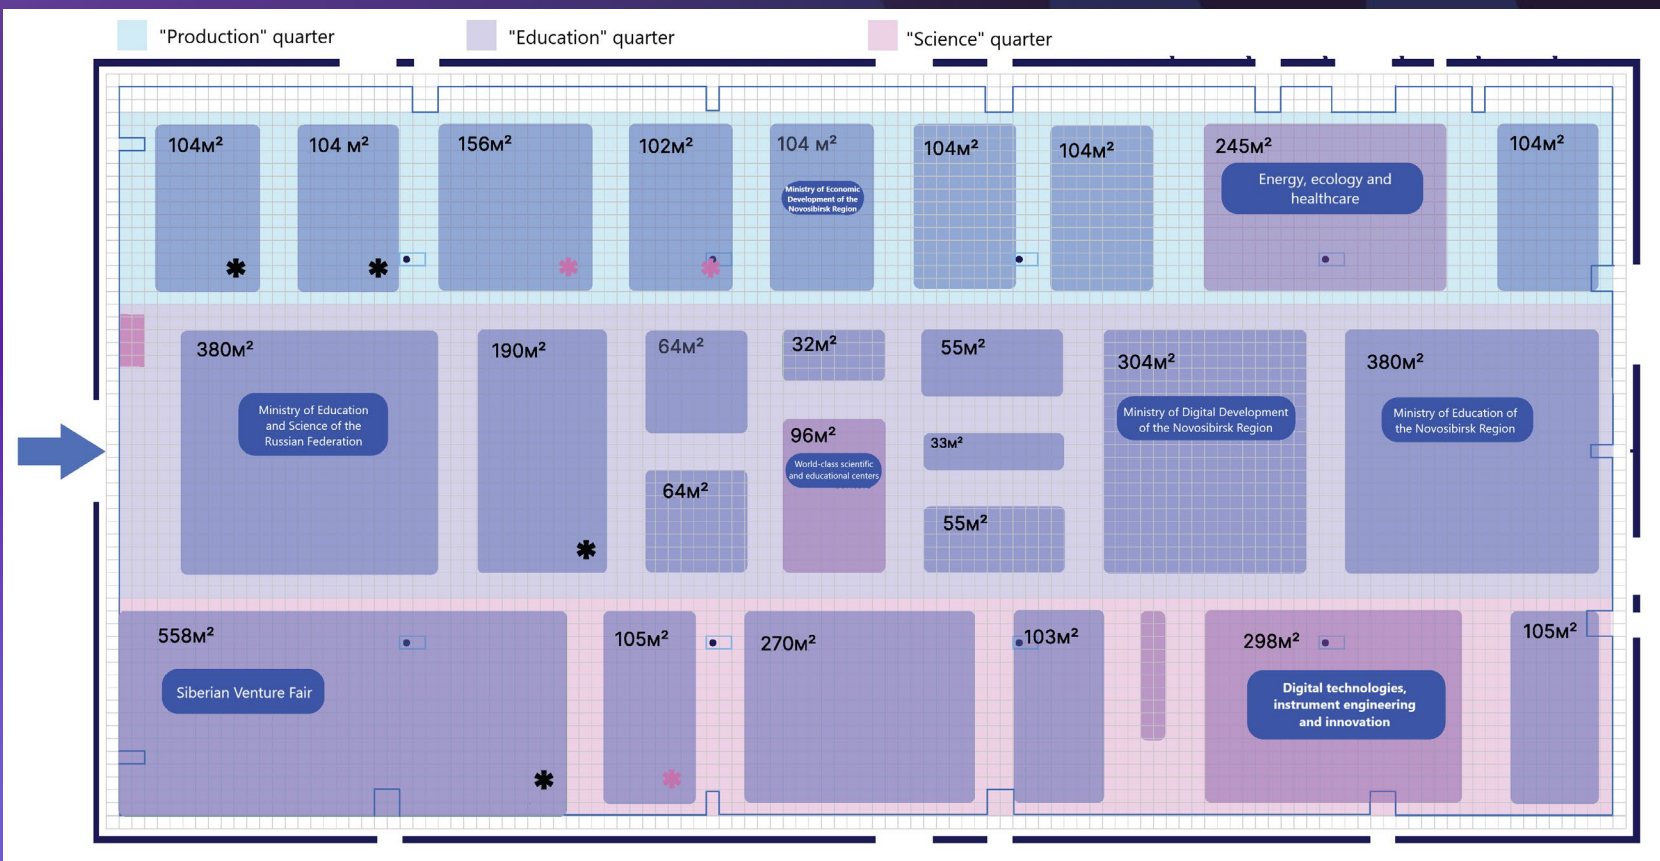 "Production" quarter
"Education" quarter
"Science" quarter
104м²
104 м²
156м²
102м²
104 м²
104м²
104м²
245м²
104м²
Ministry of Economic
Development of the
Novosibirsk Region
Energy, ecology and
healthcare
*
*
*
*
380м²
190м²
64м²
32м²
55м²
304м²
380м²
Ministry of Education
and Science of the
Russian Federation
96м²
World-class scientific
and educational centers
33м²
Ministry of Digital Development
of the Novosibirsk Region
Ministry of Education of
the Novosibirsk Region
64м²
55м²
*
558м²
105м²
270м²
103м²
298м²
105м²
Siberian Venture Fair
Digital technologies,
instrument engineering
and innovation
*
*